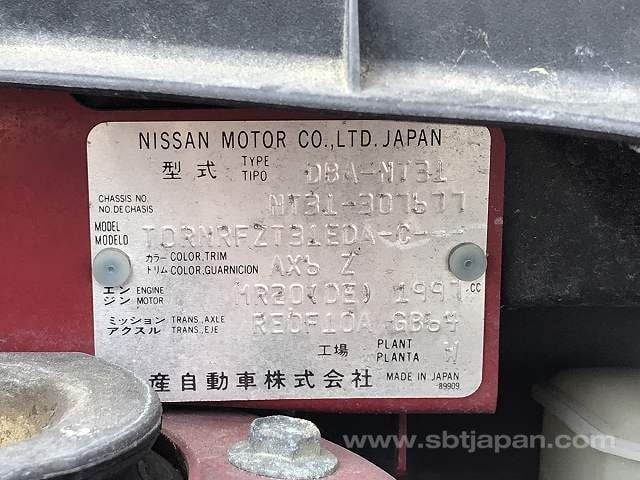 NISSAN MOTOR CO.,LTD. JAPAN
型式 TYPE TIPO DBA-NT31
CHASSIS NO. NO. DE CHASIS NT31-307677
MODEL MODELO TDRNRFZT31EDA-C---
カラー トリム COLOR,TRIM COLOR,GUARNICION AX6 Z
エンジン ENGINE MOTOR MR20(DE) 1997 CC
ミッション アクスル TRANS,AXLE TRANS,EJE RE0F10A GB64
工場 PLANT PLANTA W
産自動車株式会社 MADE IN JAPAN
89909
www.sbtjapan.com